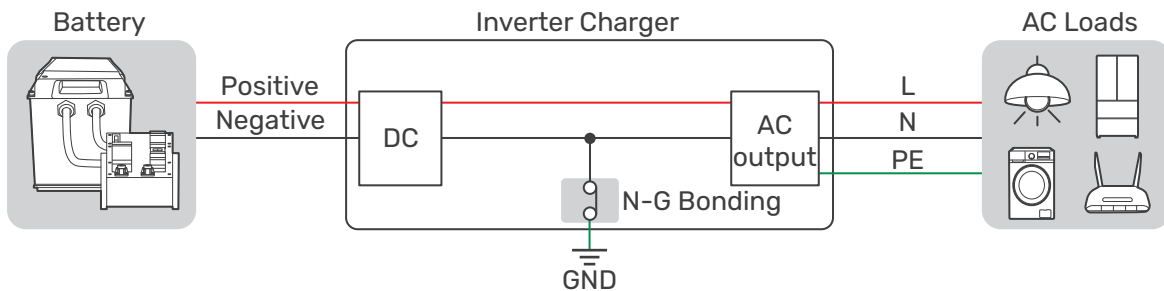 Battery
Inverter Charger
AC Loads
Positive
Negative
DC
AC
output
L
N
PE
N-G Bonding
GND